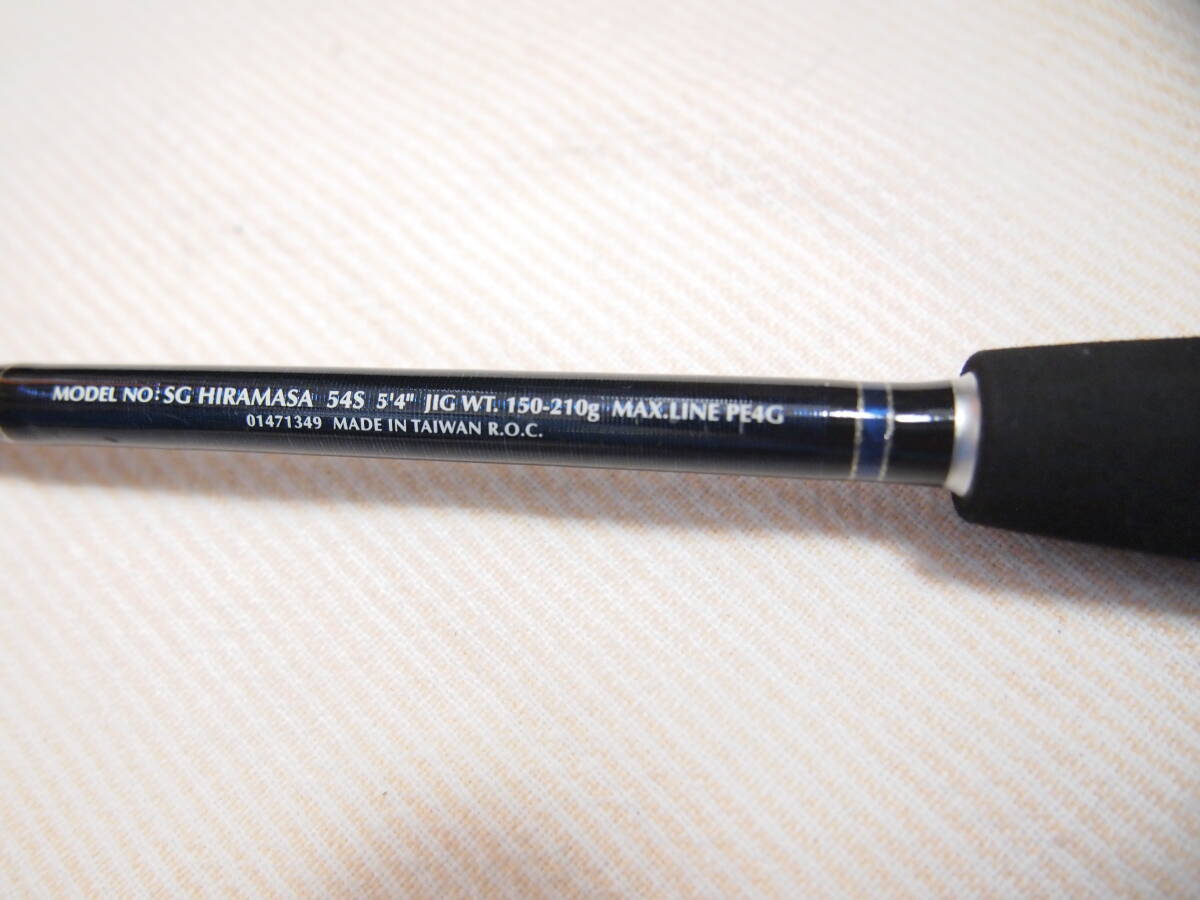 MODEL NO: SG HIRAMASA 54S 5'4" JIG WT. 150-210g MAX.LINE PE4G
01471349 MADE IN TAIWAN R.O.C.